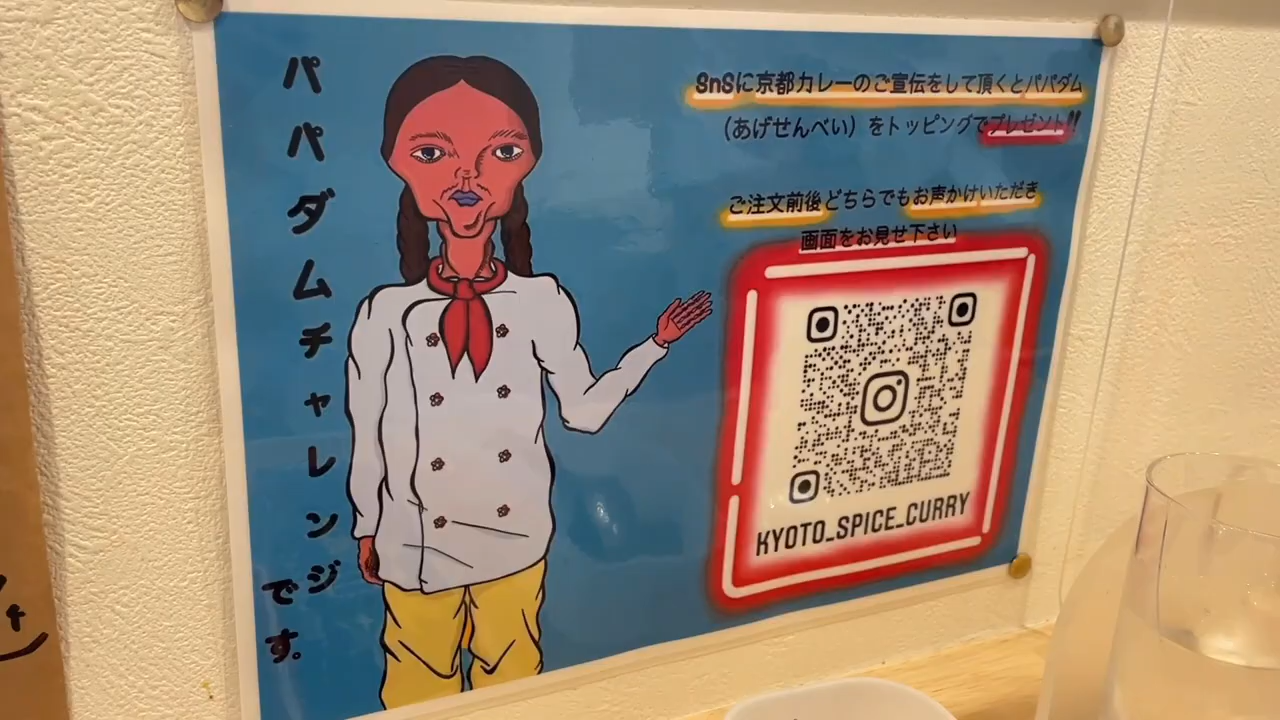 パパダムチャレンジ
です。
SnSに京都カレーのご宣伝をして頂くとパパダム
（あげせんべい）をトッピングでプレゼント!!
ご注文前後どちらでもお声かけいただき
画面をお見せ下さい
KYOTO_SPICE_CURRY